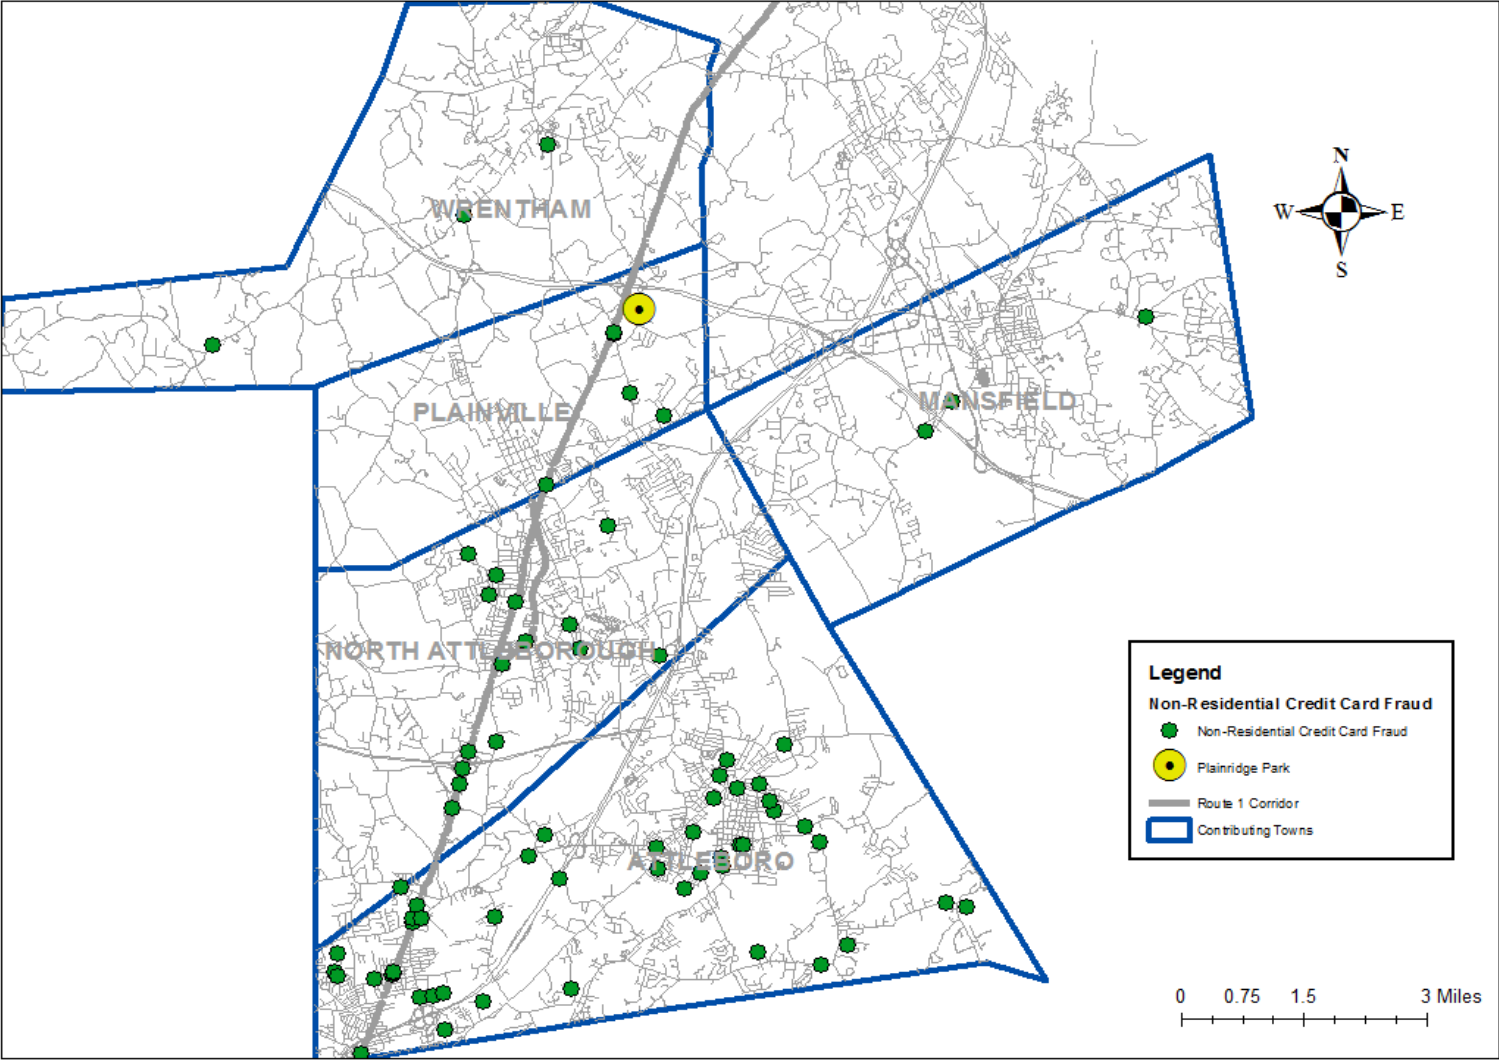 N
W E
S
WRENTHAM
PLAINVILLE
MANSFIELD
NORTH ATTLEBOROUGH
ATTLEBORO
Legend
Non-Residential Credit Card Fraud
Non-Residential Credit Card Fraud
Plainridge Park
Route 1 Corridor
Contributing Towns
0 0.75 1.5 3 Miles